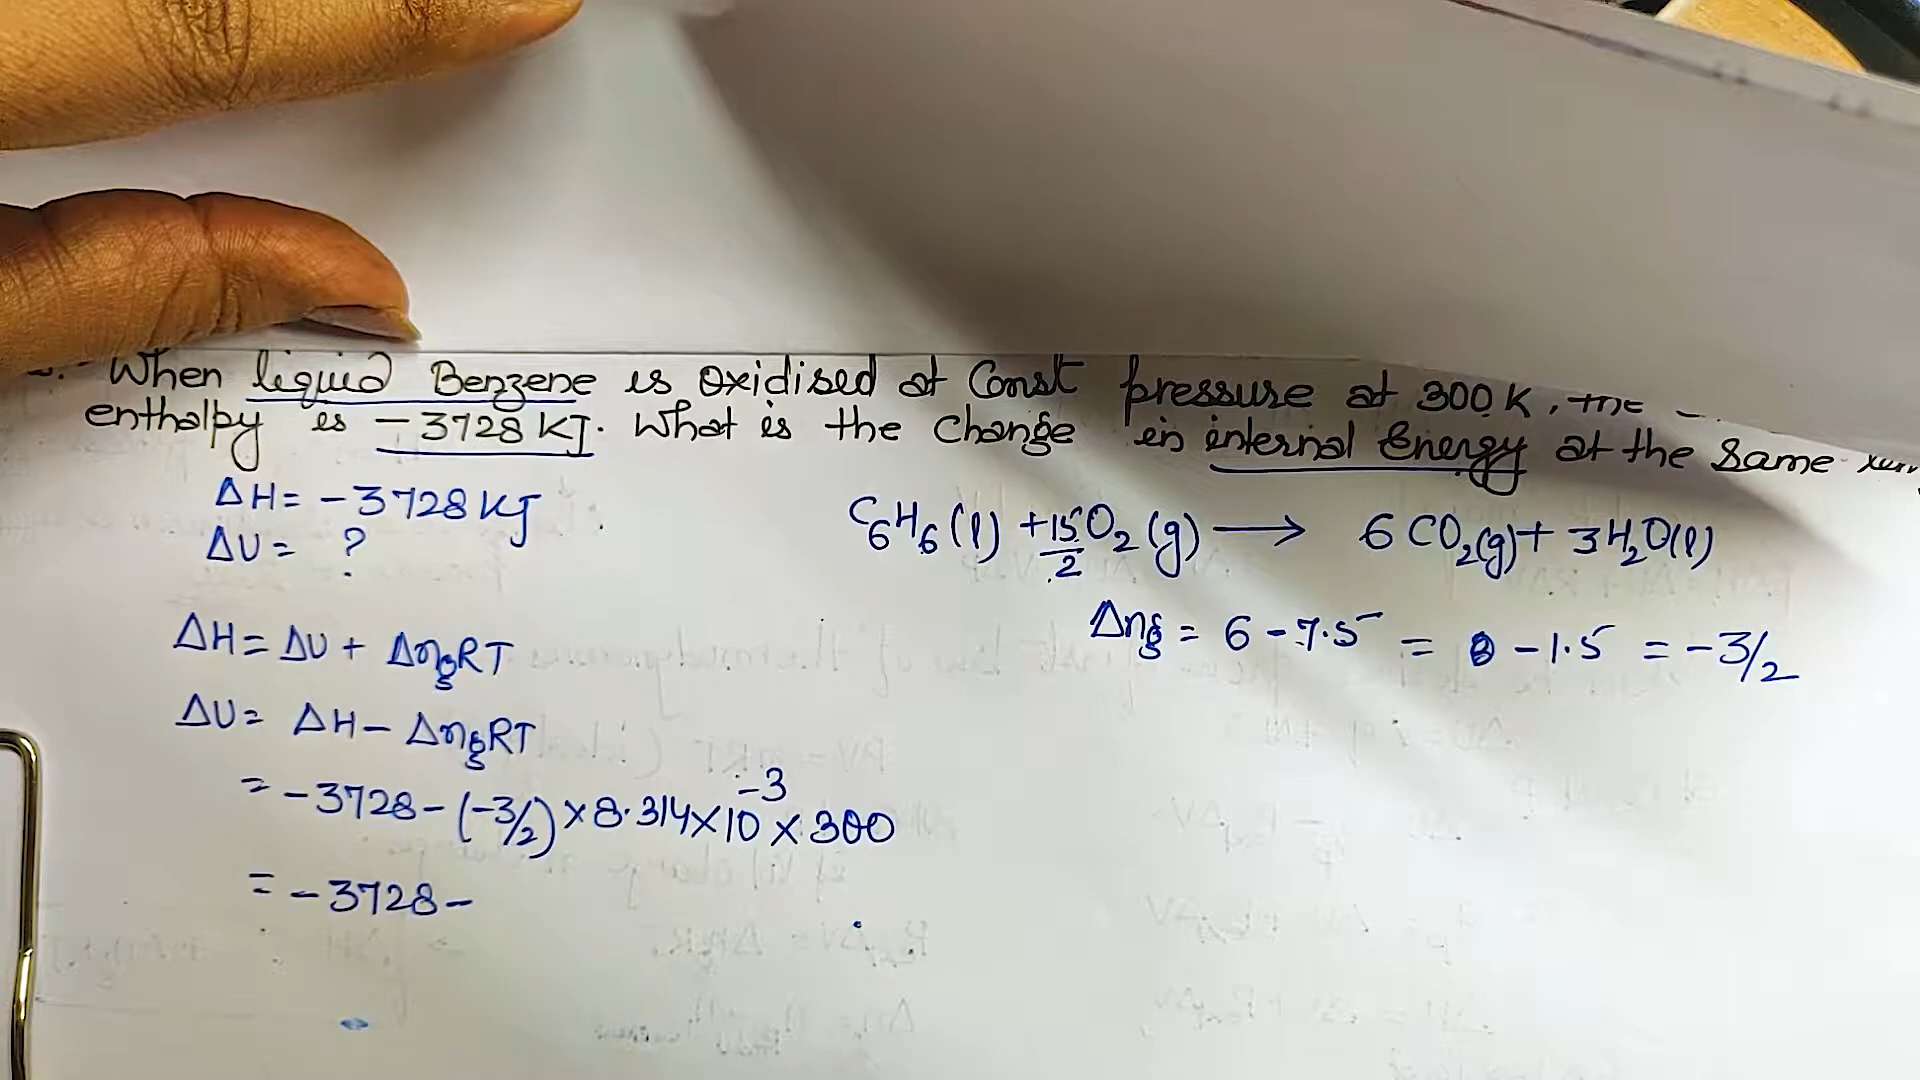 When liquid Benzene is oxidised at Const pressure at 300 K, the
enthalpy is -3728 KJ. What is the change in internal Energy at the Same
ΔH = -3728 KJ
ΔU = ?
C6H6(l) + 15/2 O2(g) ⟶ 6 CO2(g) + 3H2O(l)
Δng = 6 - 7.5 = -1.5 = -3/2
ΔH = ΔU + ΔngRT
ΔU = ΔH - ΔngRT
= -3728 - (-3/2) × 8.314 × 10^-3 × 300
= -3728 -